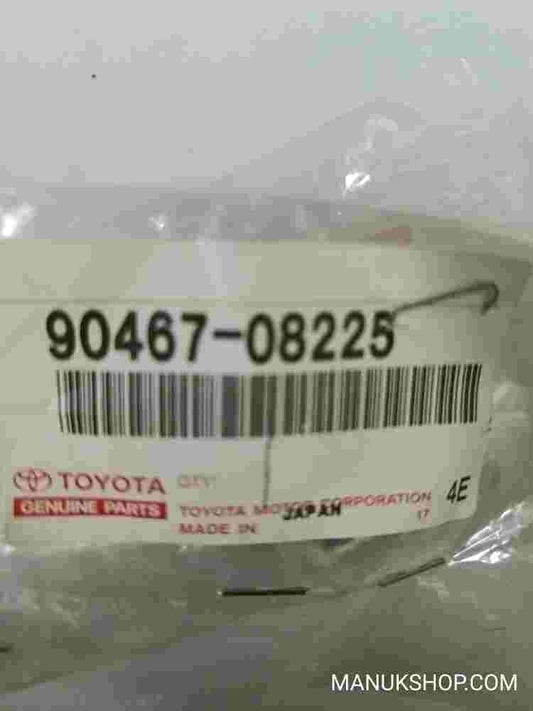 90467-08225
TOYOTA QTY
GENUINE PARTS
TOYOTA MOTOR CORPORATION
MADE IN JAPAN
17
4E
MANUKSHOP.COM